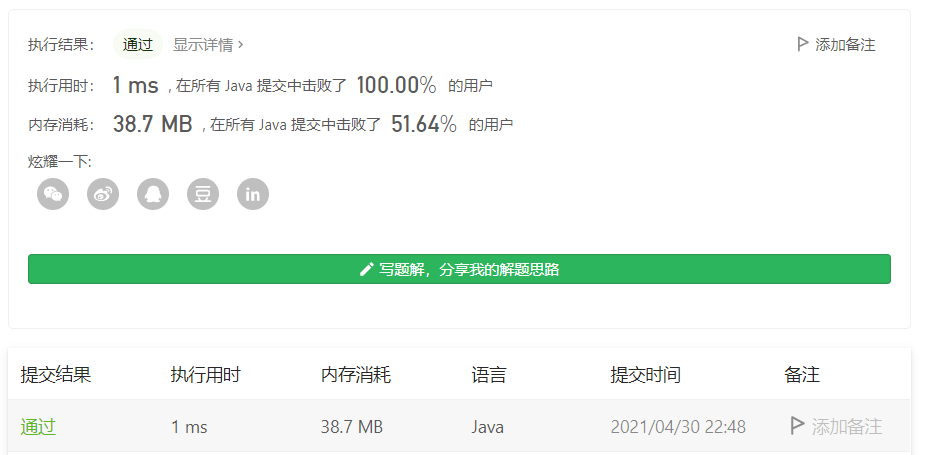 执行结果： 通过 显示详情 › 添加备注
执行用时： 1 ms , 在所有 Java 提交中击败了 100.00% 的用户
内存消耗： 38.7 MB , 在所有 Java 提交中击败了 51.64% 的用户
炫耀一下:
豆 in
写题解，分享我的解题思路
提交结果 执行用时 内存消耗 语言 提交时间 备注
通过 1 ms 38.7 MB Java 2021/04/30 22:48 添加备注